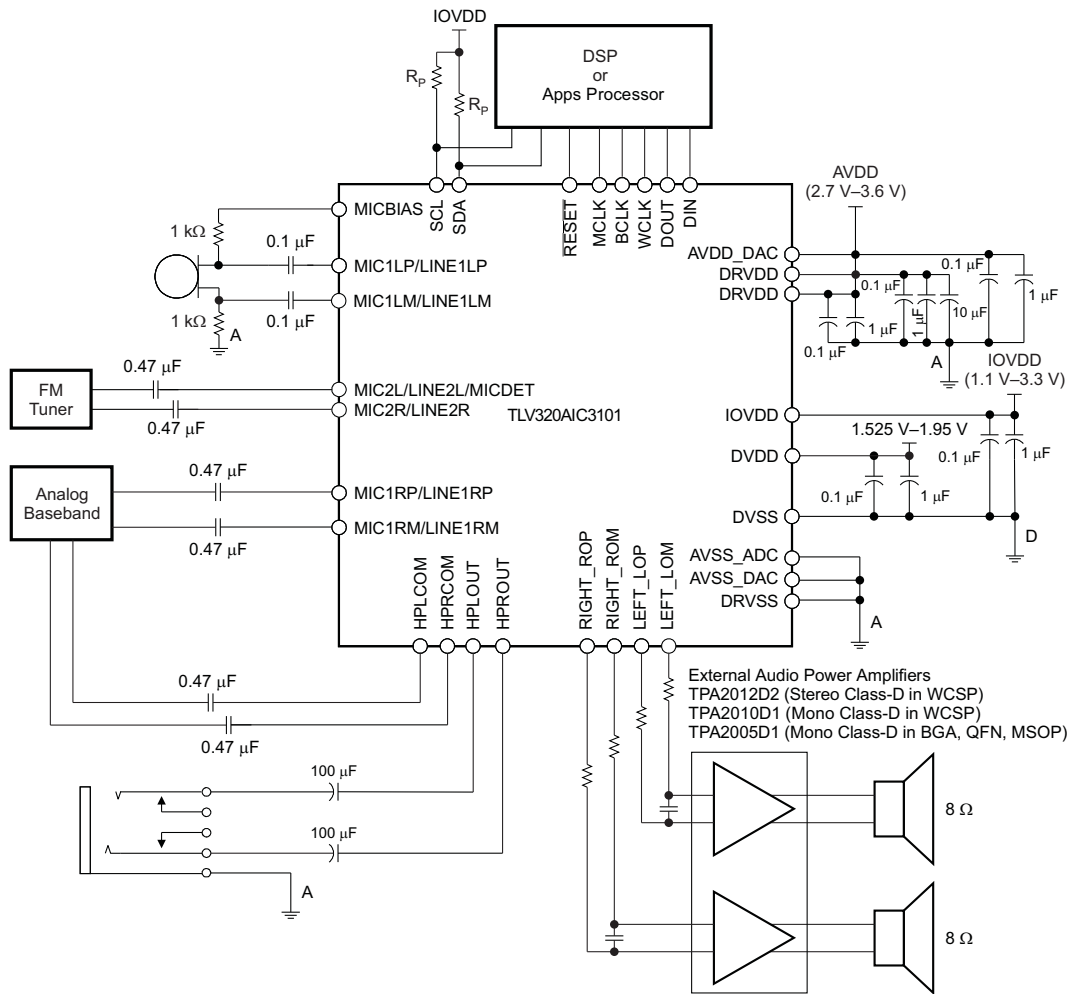 IOVDD
R_P
R_P
DSP
or
Apps Processor
SCL
SDA
RESET
MCLK
BCLK
WCLK
DOUT
DIN
AVDD
(2.7 V–3.6 V)
MICBIAS
1 kΩ
0.1 μF
MIC1LP/LINE1LP
MIC1LM/LINE1LM
1 kΩ
A
0.1 μF
AVDD_DAC
DRVDD
DRVDD
0.1 μF
0.1 μF
1 μF
1 μF
10 μF
1 μF
0.1 μF
A
IOVDD
(1.1 V–3.3 V)
FM
Tuner
0.47 μF
0.47 μF
MIC2L/LINE2L/MICDET
MIC2R/LINE2R
TLV320AIC3101
IOVDD
1.525 V–1.95 V
DVDD
0.1 μF
1 μF
0.1 μF
1 μF
DVSS
D
Analog
Baseband
0.47 μF
0.47 μF
MIC1RP/LINE1RP
MIC1RM/LINE1RM
AVSS_ADC
AVSS_DAC
DRVSS
A
HPLCOM
HPRCOM
HPLOUT
HPROUT
RIGHT_ROP
RIGHT_ROM
LEFT_LOP
LEFT_LOM
0.47 μF
0.47 μF
External Audio Power Amplifiers
TPA2012D2 (Stereo Class-D in WCSP)
TPA2010D1 (Mono Class-D in WCSP)
TPA2005D1 (Mono Class-D in BGA, QFN, MSOP)
100 μF
100 μF
A
8 Ω
8 Ω